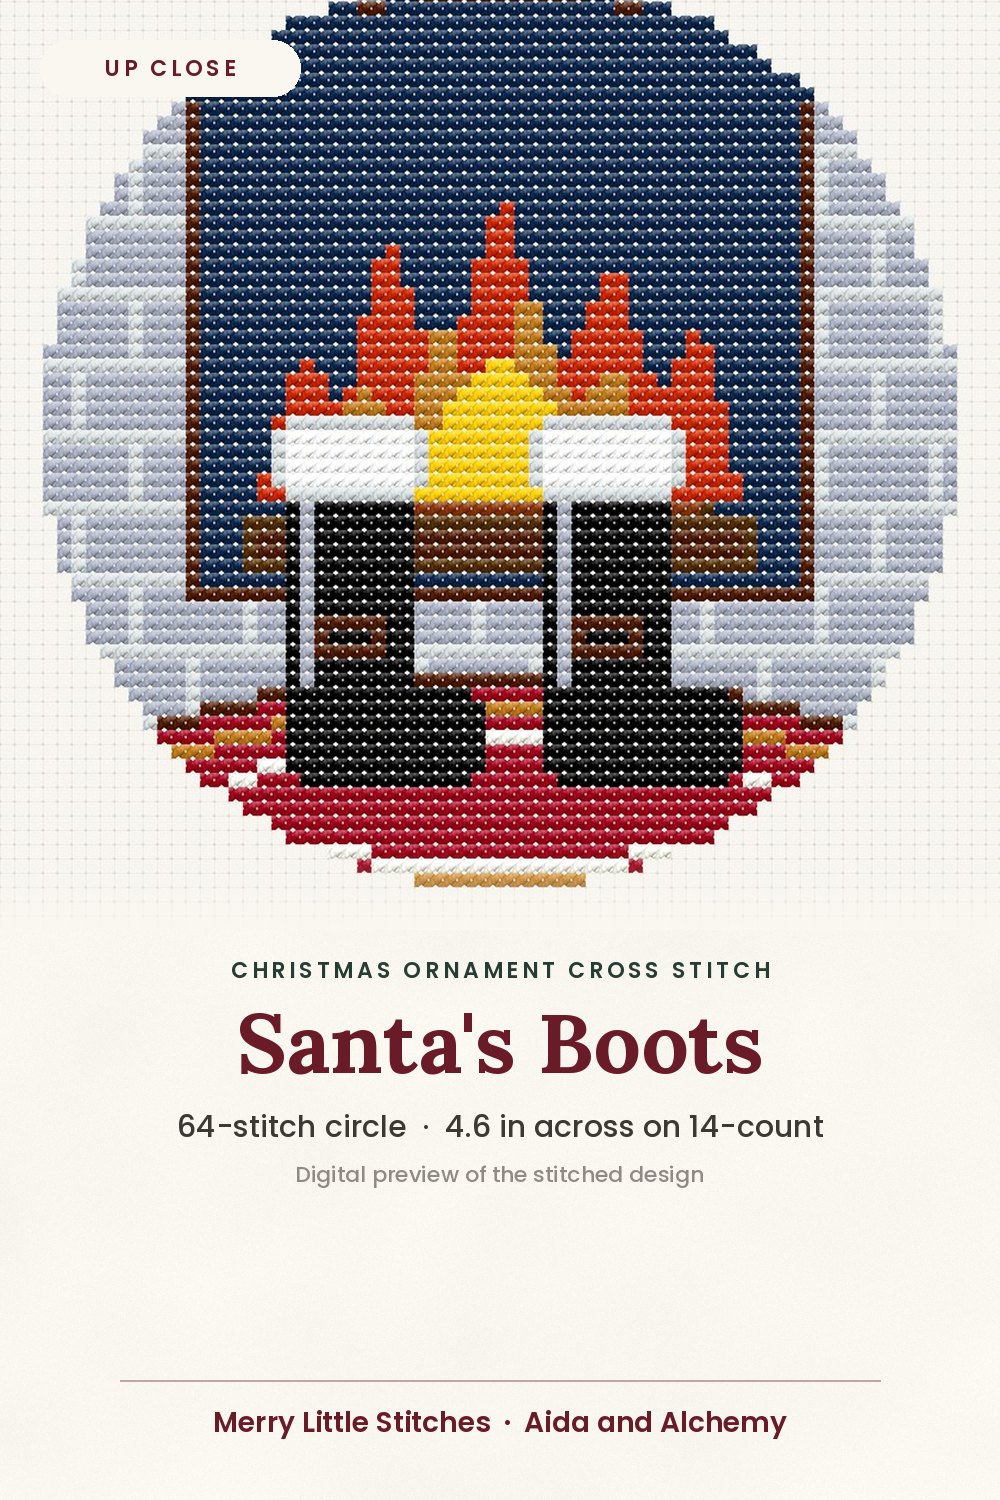 UP CLOSE
CHRISTMAS ORNAMENT CROSS STITCH
Santa's Boots
64-stitch circle · 4.6 in across on 14-count
Digital preview of the stitched design
Merry Little Stitches · Aida and Alchemy